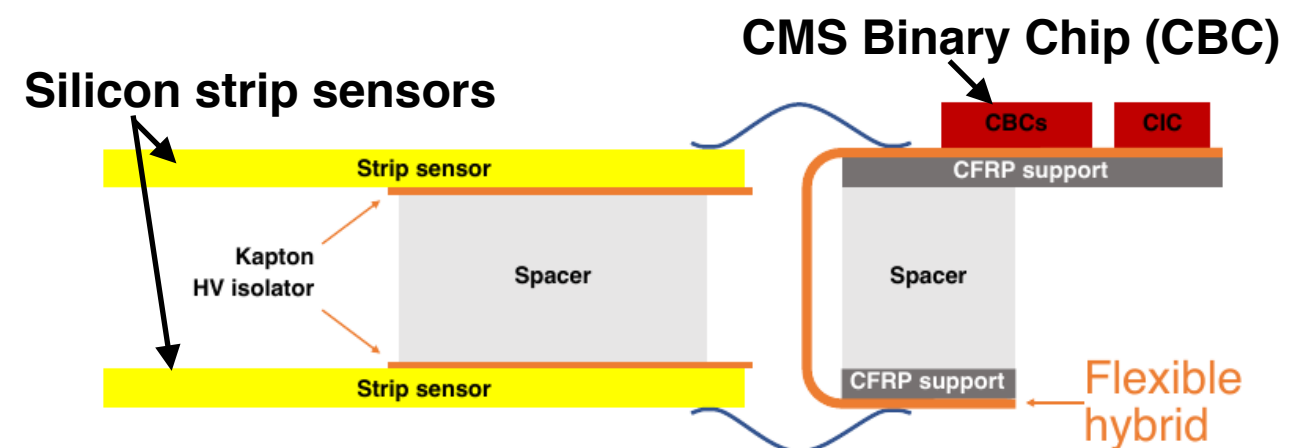 CMS Binary Chip (CBC)
Silicon strip sensors
CBCs
CIC
Strip sensor
CFRP support
Kapton
HV isolator
Spacer
Spacer
Strip sensor
CFRP support
Flexible
hybrid